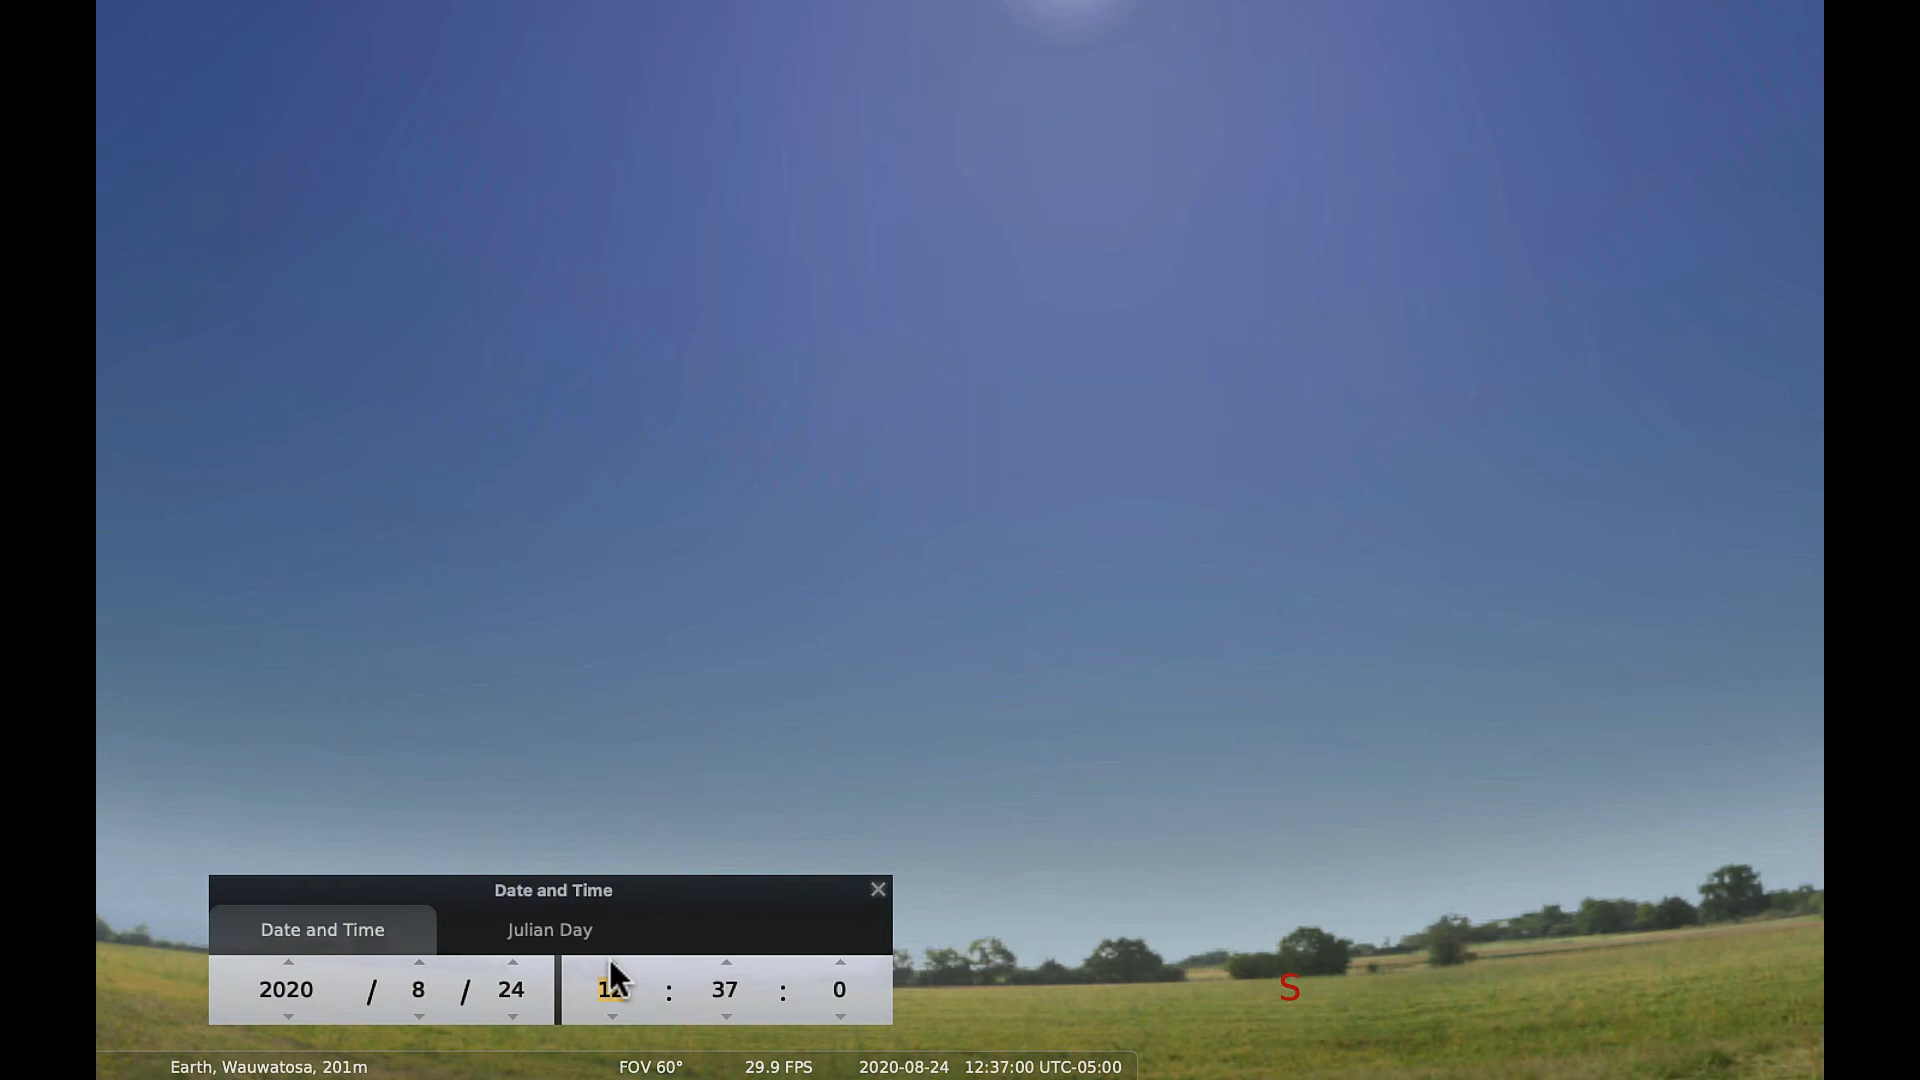 Date and Time
Date and Time Julian Day
2020 / 8 / 24 12 : 37 : 0
S
Earth, Wauwatosa, 201m FOV 60° 29.9 FPS 2020-08-24 12:37:00 UTC-05:00